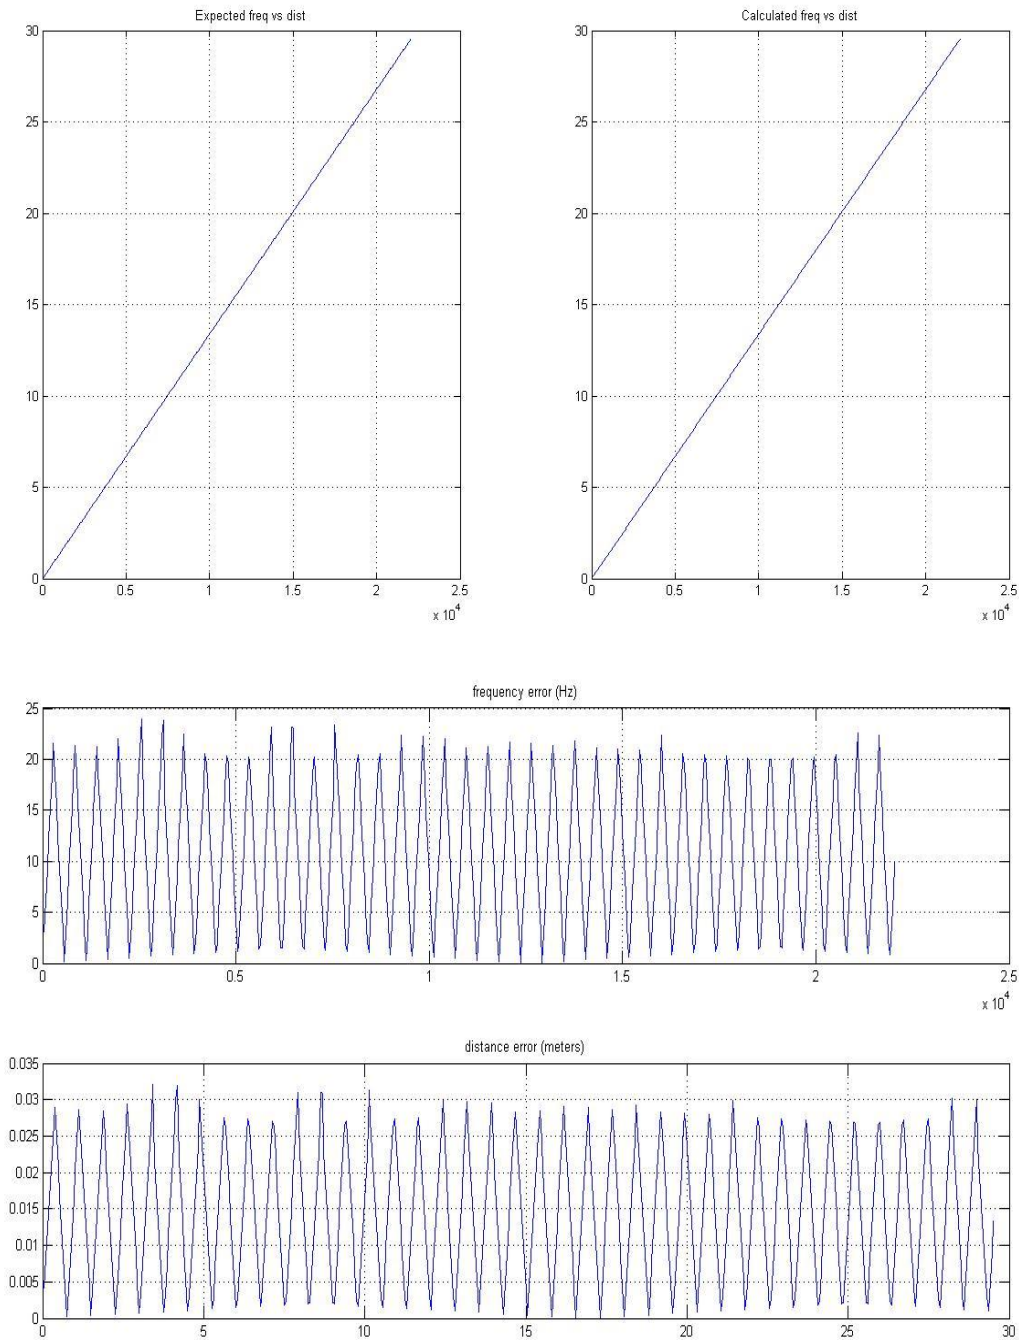 Expected freq vs dist
Calculated freq vs dist
30
25
20
15
10
5
0
0 0.5 1 1.5 2 2.5
x 10^4
30
25
20
15
10
5
0
0 0.5 1 1.5 2 2.5
x 10^4
frequency error (Hz)
25
20
15
10
5
0
0 0.5 1 1.5 2 2.5
x 10^4
distance error (meters)
0.035
0.03
0.025
0.02
0.015
0.01
0.005
0
0 5 10 15 20 25 30